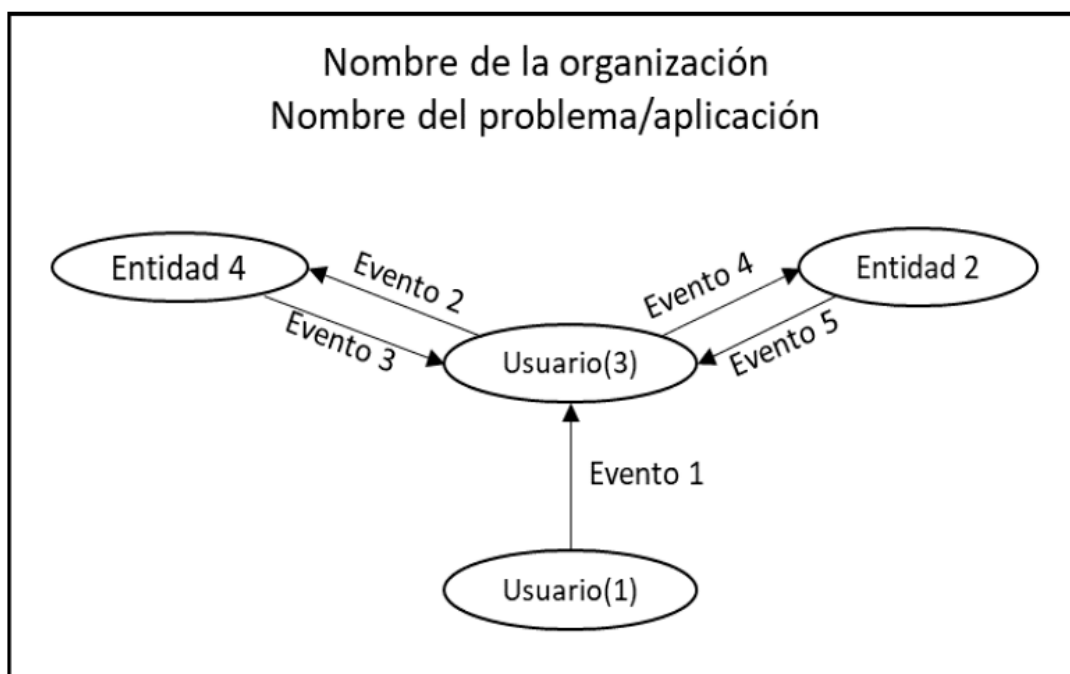 Nombre de la organización
Nombre del problema/aplicación
Entidad 4
Evento 2
Evento 4
Entidad 2
Evento 3
Usuario(3)
Evento 5
Evento 1
Usuario(1)